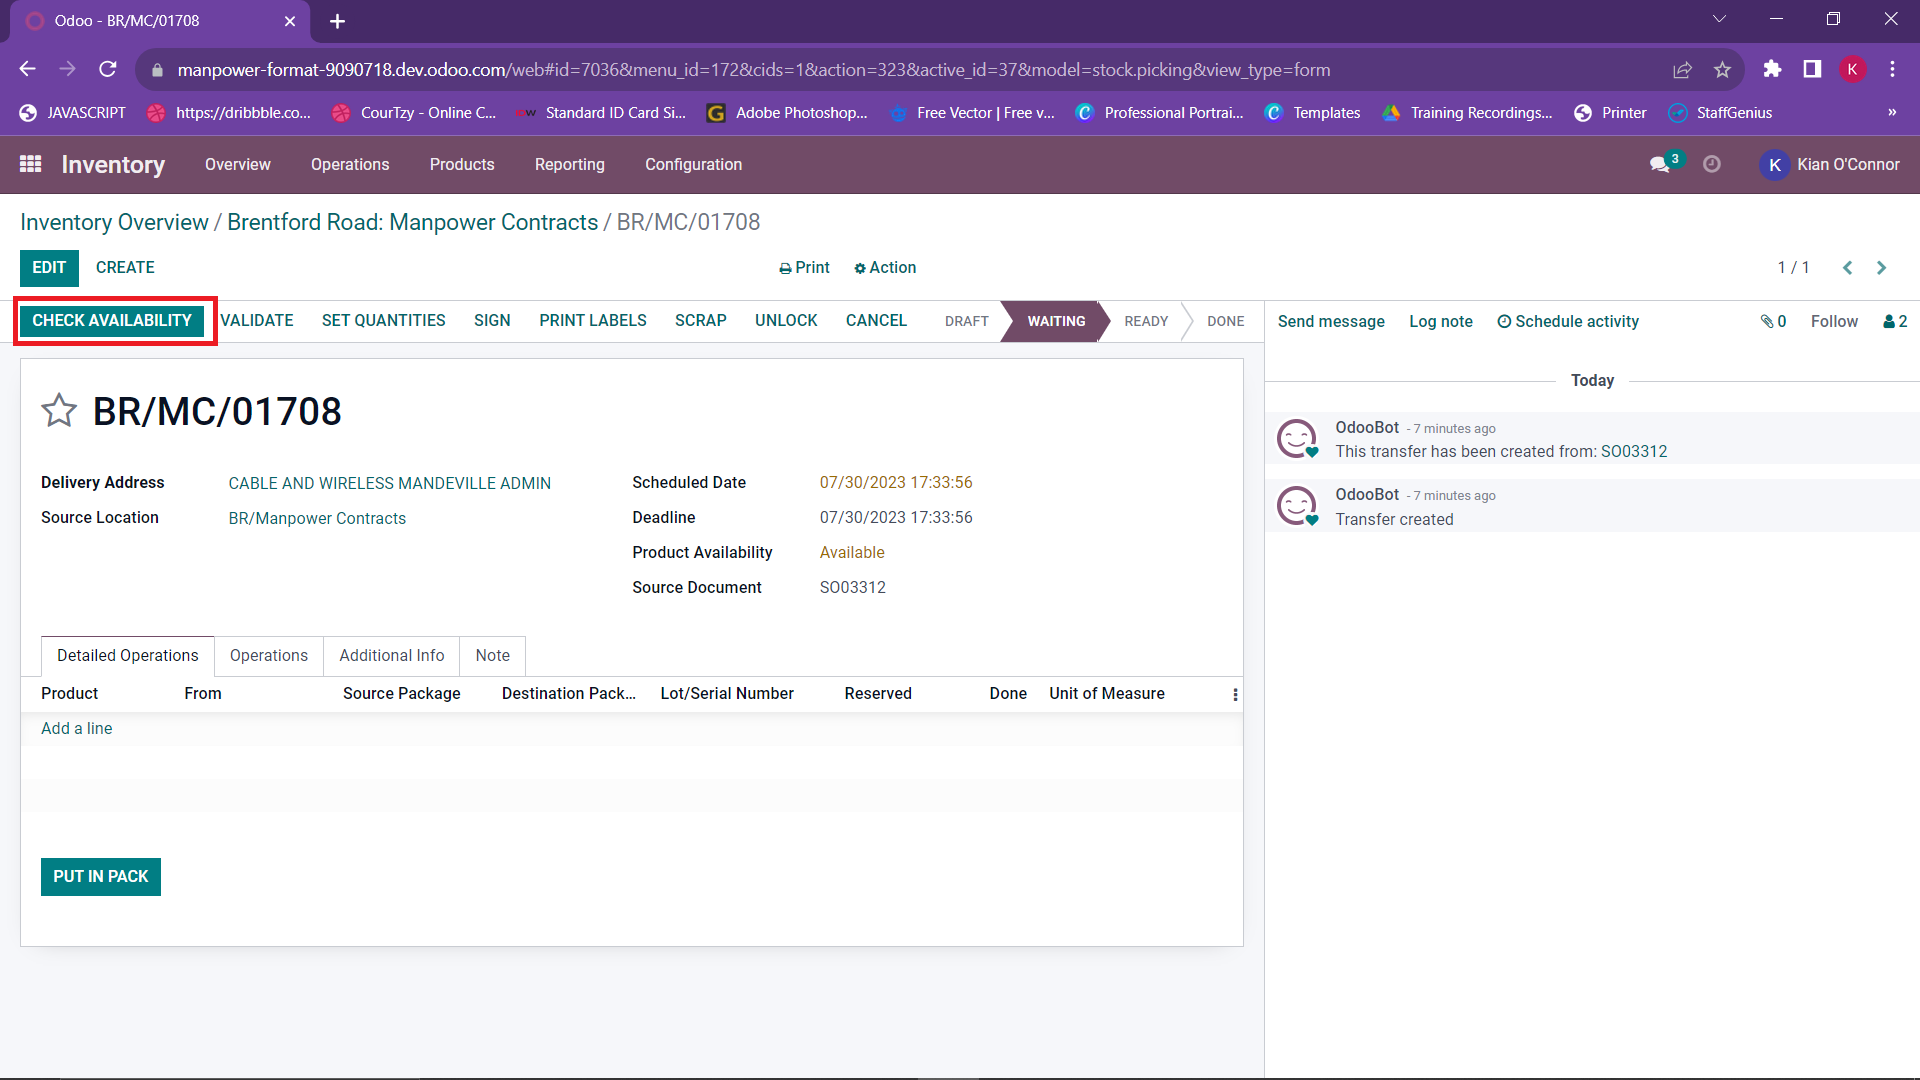 Odoo - BR/MC/01708
manpower-format-9090718.dev.odoo.com/web#id=7036&menu_id=172&cids=1&action=323&active_id=37&model=stock.picking&view_type=form
K
JAVASCRIPT https://dribbble.co... CourTzy - Online C... Standard ID Card Si... Adobe Photoshop... Free Vector | Free v... Professional Portrai... Templates Training Recordings... Printer StaffGenius »
Inventory Overview Operations Products Reporting Configuration 3 K Kian O'Connor
Inventory Overview / Brentford Road: Manpower Contracts / BR/MC/01708
EDIT CREATE Print Action 1 / 1
CHECK AVAILABILITY VALIDATE SET QUANTITIES SIGN PRINT LABELS SCRAP UNLOCK CANCEL DRAFT WAITING READY DONE
Send message Log note Schedule activity 0 Follow 2
Today
BR/MC/01708
OdooBot - 7 minutes ago
This transfer has been created from: SO03312
OdooBot - 7 minutes ago
Transfer created
Delivery Address CABLE AND WIRELESS MANDEVILLE ADMIN
Source Location BR/Manpower Contracts
Scheduled Date 07/30/2023 17:33:56
Deadline 07/30/2023 17:33:56
Product Availability Available
Source Document SO03312
Detailed Operations Operations Additional Info Note
Product From Source Package Destination Pack... Lot/Serial Number Reserved Done Unit of Measure
Add a line
PUT IN PACK